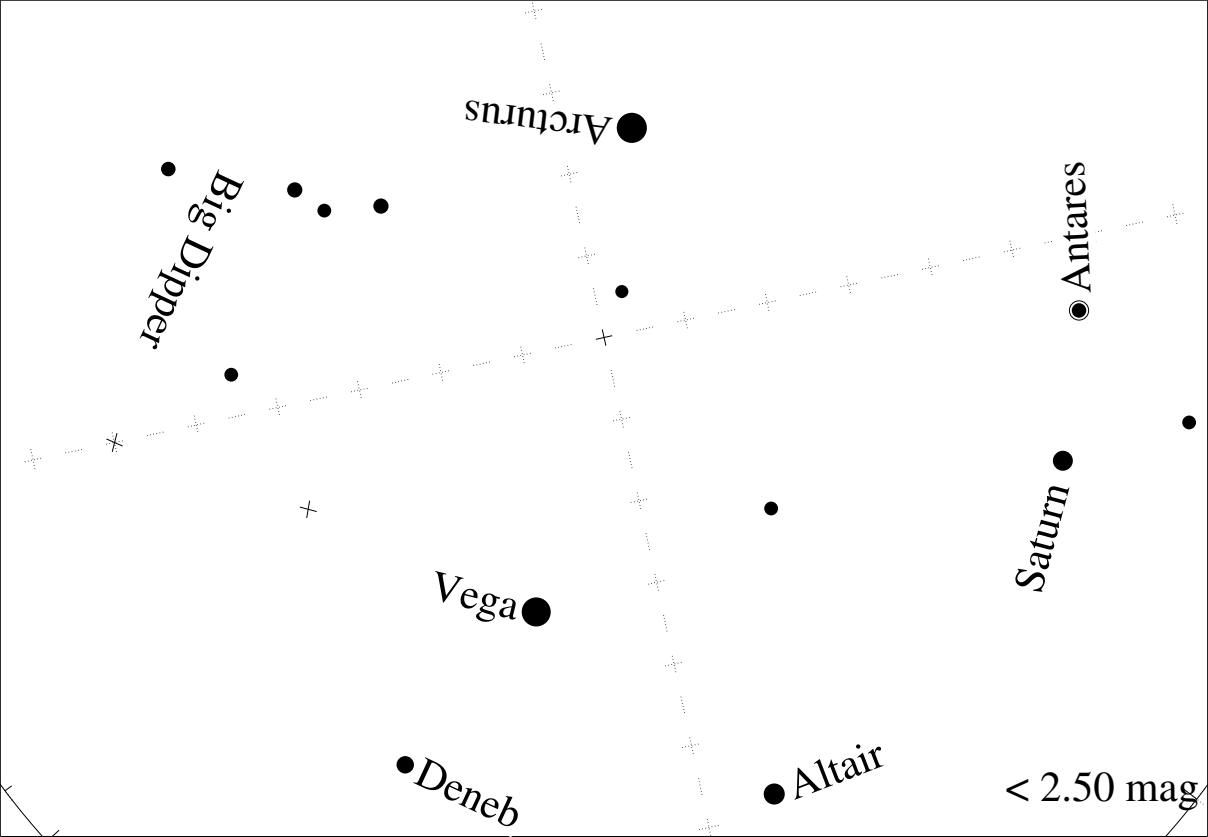 Arcturus
Big Dipper
Antares
Saturn
Vega
Deneb
Altair
< 2.50 mag